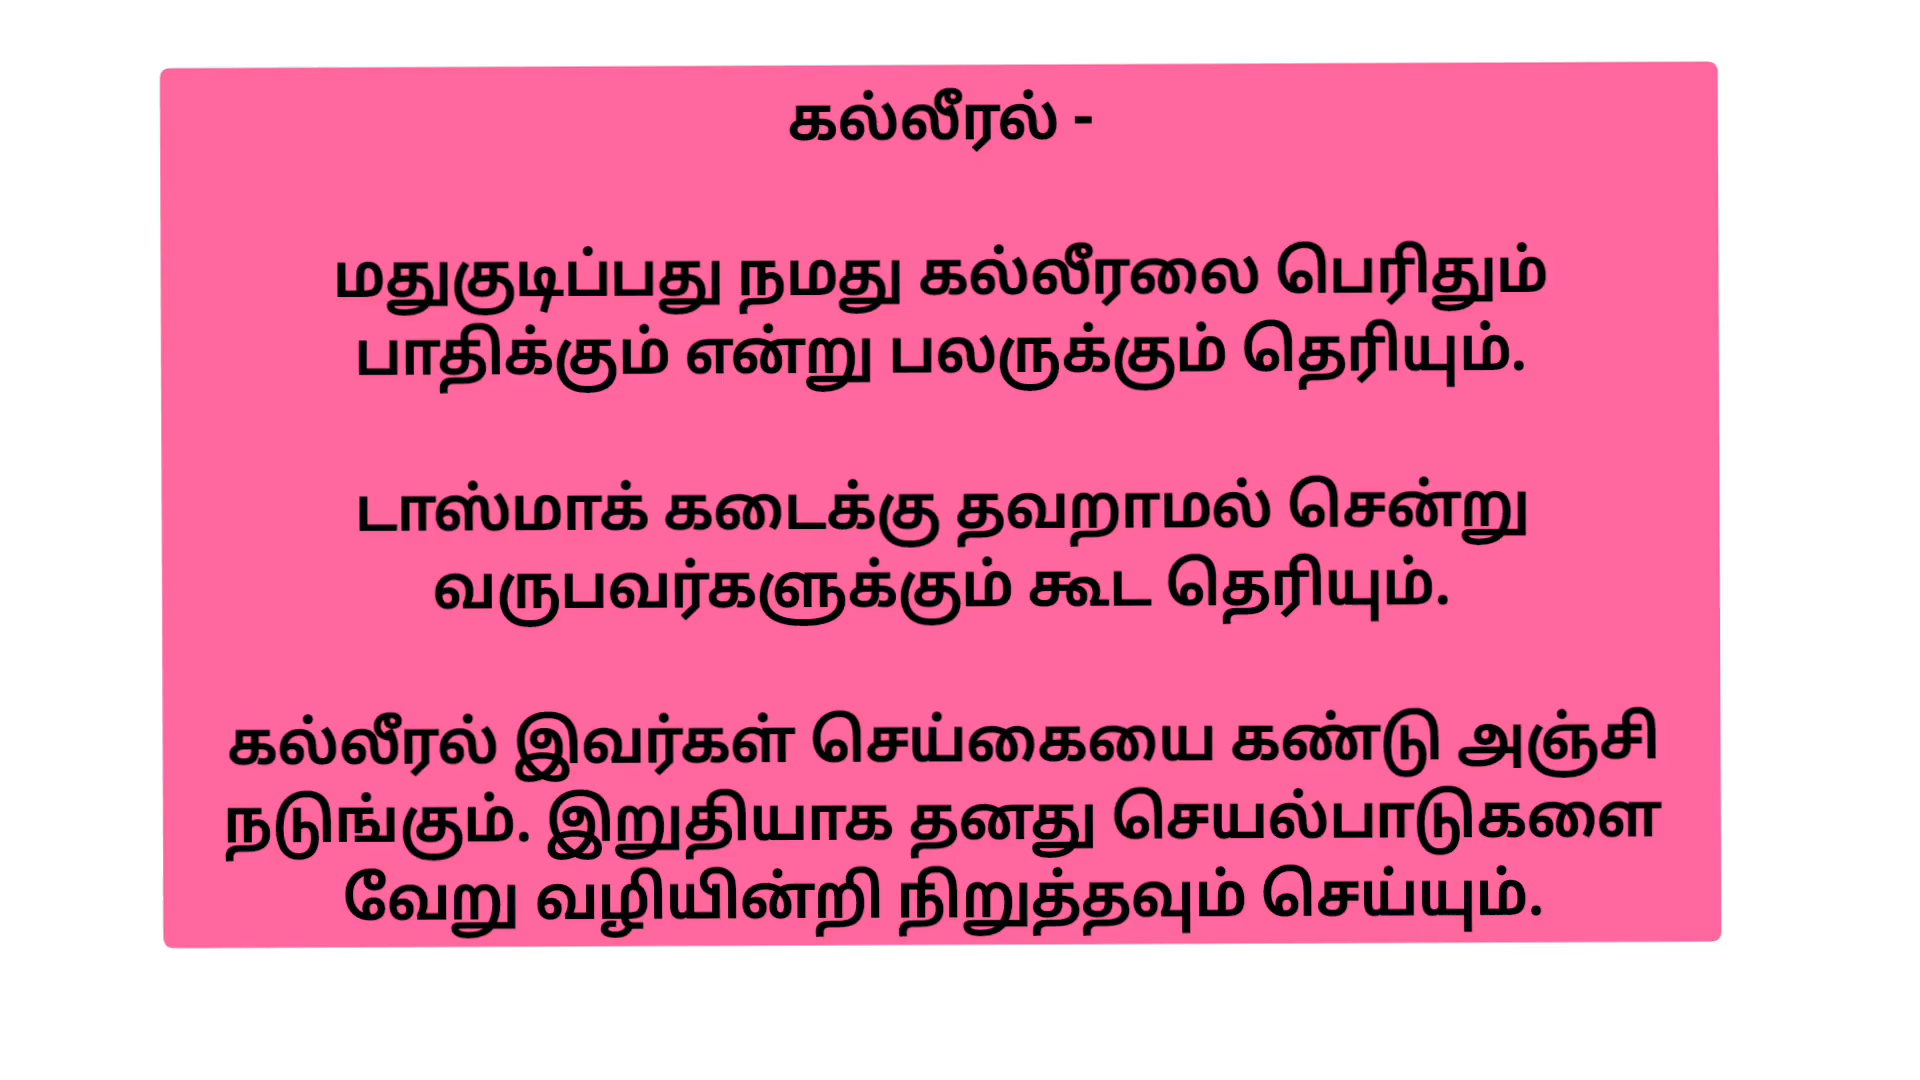 கல்லீரல் -
மதுகுடிப்பது நமது கல்லீரலை பெரிதும்
பாதிக்கும் என்று பலருக்கும் தெரியும்.
டாஸ்மாக் கடைக்கு தவறாமல் சென்று
வருபவர்களுக்கும் கூட தெரியும்.
கல்லீரல் இவர்கள் செய்கையை கண்டு அஞ்சி
நடுங்கும். இறுதியாக தனது செயல்பாடுகளை
வேறு வழியின்றி நிறுத்தவும் செய்யும்.